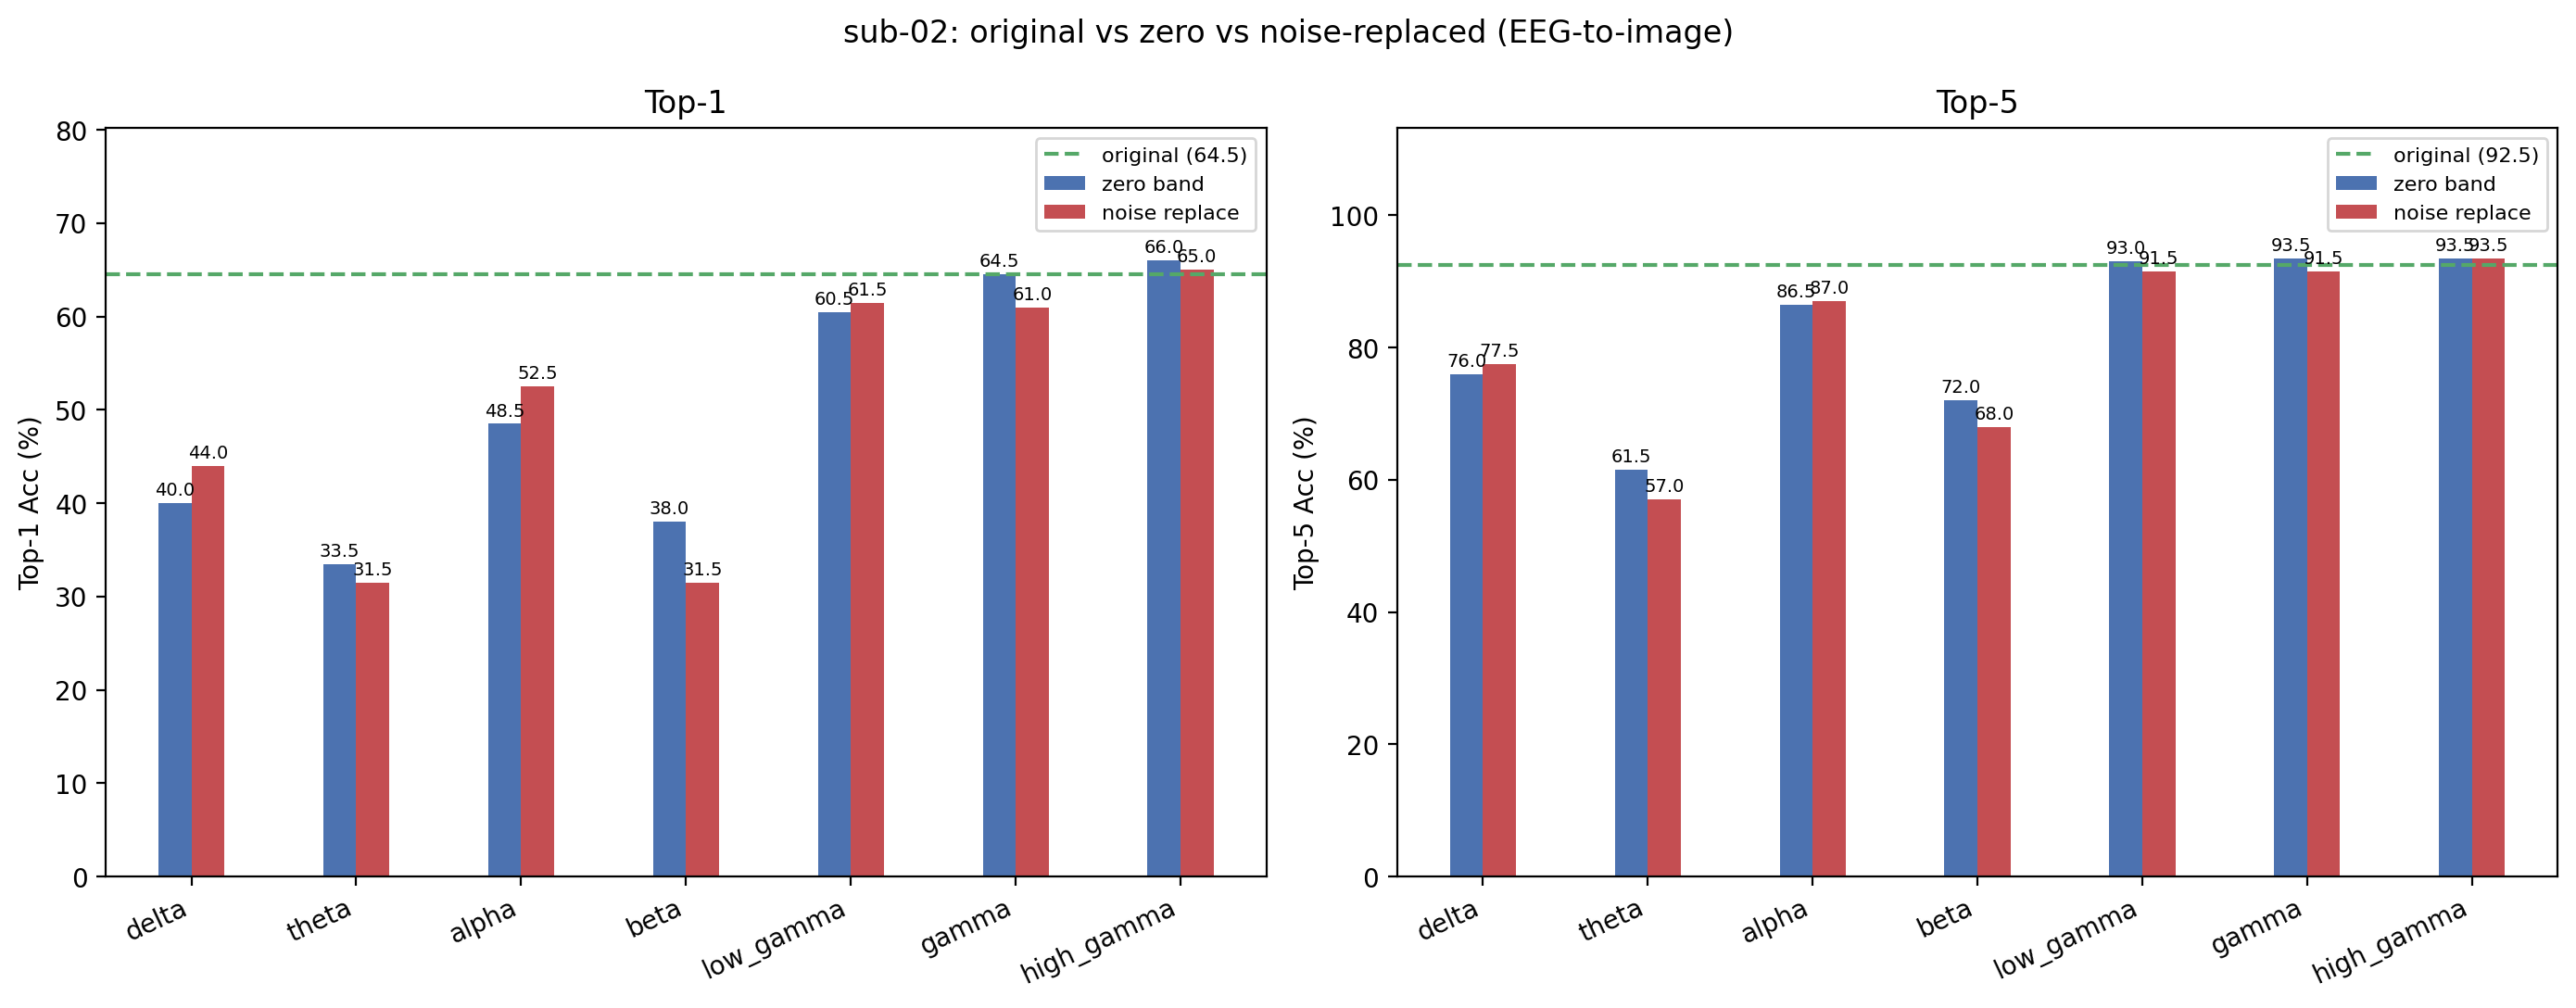 sub-02: original vs zero vs noise-replaced (EEG-to-image)
Top-1
Top-1 Acc (%)
80
70
60
50
40
30
20
10
0
original (64.5)
zero band
noise replace
40.0
44.0
33.5
31.5
48.5
52.5
38.0
31.5
60.5
61.5
64.5
61.0
66.0
65.0
delta
theta
alpha
beta
low_gamma
gamma
high_gamma
Top-5
Top-5 Acc (%)
100
80
60
40
20
0
original (92.5)
zero band
noise replace
76.0
77.5
61.5
57.0
86.5
87.0
72.0
68.0
93.0
91.5
93.5
91.5
93.5
93.5
delta
theta
alpha
beta
low_gamma
gamma
high_gamma